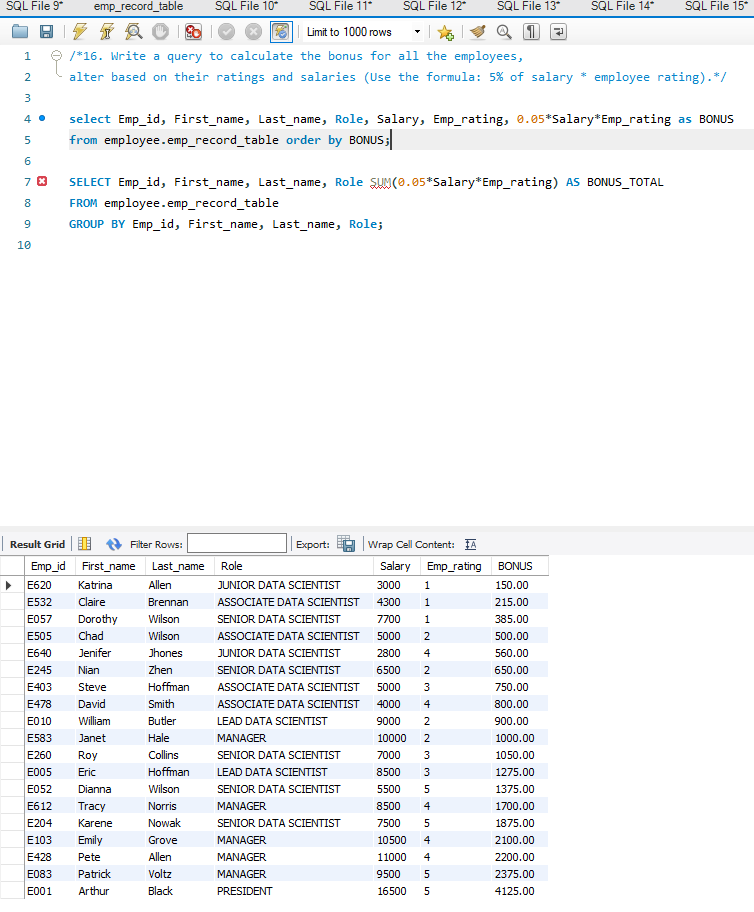 SQL File 9* emp_record_table SQL File 10* SQL File 11* SQL File 12* SQL File 13* SQL File 14* SQL File 15*
Limit to 1000 rows
1 /*16. Write a query to calculate the bonus for all the employees,
2 alter based on their ratings and salaries (Use the formula: 5% of salary * employee rating).*/
3
4 select Emp_id, First_name, Last_name, Role, Salary, Emp_rating, 0.05*Salary*Emp_rating as BONUS
5 from employee.emp_record_table order by BONUS;
6
7 SELECT Emp_id, First_name, Last_name, Role SUM(0.05*Salary*Emp_rating) AS BONUS_TOTAL
8 FROM employee.emp_record_table
9 GROUP BY Emp_id, First_name, Last_name, Role;
10
Result Grid Filter Rows: Export: Wrap Cell Content: IA
Emp_id First_name Last_name Role Salary Emp_rating BONUS
E620 Katrina Allen JUNIOR DATA SCIENTIST 3000 1 150.00
E532 Claire Brennan ASSOCIATE DATA SCIENTIST 4300 1 215.00
E057 Dorothy Wilson SENIOR DATA SCIENTIST 7700 1 385.00
E505 Chad Wilson ASSOCIATE DATA SCIENTIST 5000 2 500.00
E640 Jenifer Jhones JUNIOR DATA SCIENTIST 2800 4 560.00
E245 Nian Zhen SENIOR DATA SCIENTIST 6500 2 650.00
E403 Steve Hoffman ASSOCIATE DATA SCIENTIST 5000 3 750.00
E478 David Smith ASSOCIATE DATA SCIENTIST 4000 4 800.00
E010 William Butler LEAD DATA SCIENTIST 9000 2 900.00
E583 Janet Hale MANAGER 10000 2 1000.00
E260 Roy Collins SENIOR DATA SCIENTIST 7000 3 1050.00
E005 Eric Hoffman LEAD DATA SCIENTIST 8500 3 1275.00
E052 Dianna Wilson SENIOR DATA SCIENTIST 5500 5 1375.00
E612 Tracy Norris MANAGER 8500 4 1700.00
E204 Karene Nowak SENIOR DATA SCIENTIST 7500 5 1875.00
E103 Emily Grove MANAGER 10500 4 2100.00
E428 Pete Allen MANAGER 11000 4 2200.00
E083 Patrick Voltz MANAGER 9500 5 2375.00
E001 Arthur Black PRESIDENT 16500 5 4125.00